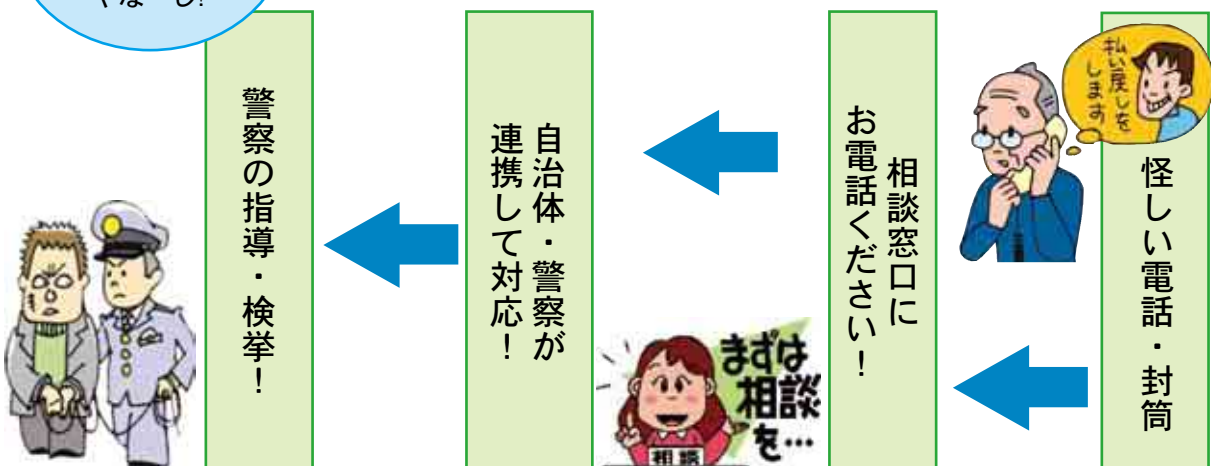 怪しい電話・封筒
払い戻しを
します
相談窓口に
お電話ください！
まずは
相談
を…
相談
自治体・警察が
連携して対応！
警察の指導・検挙！